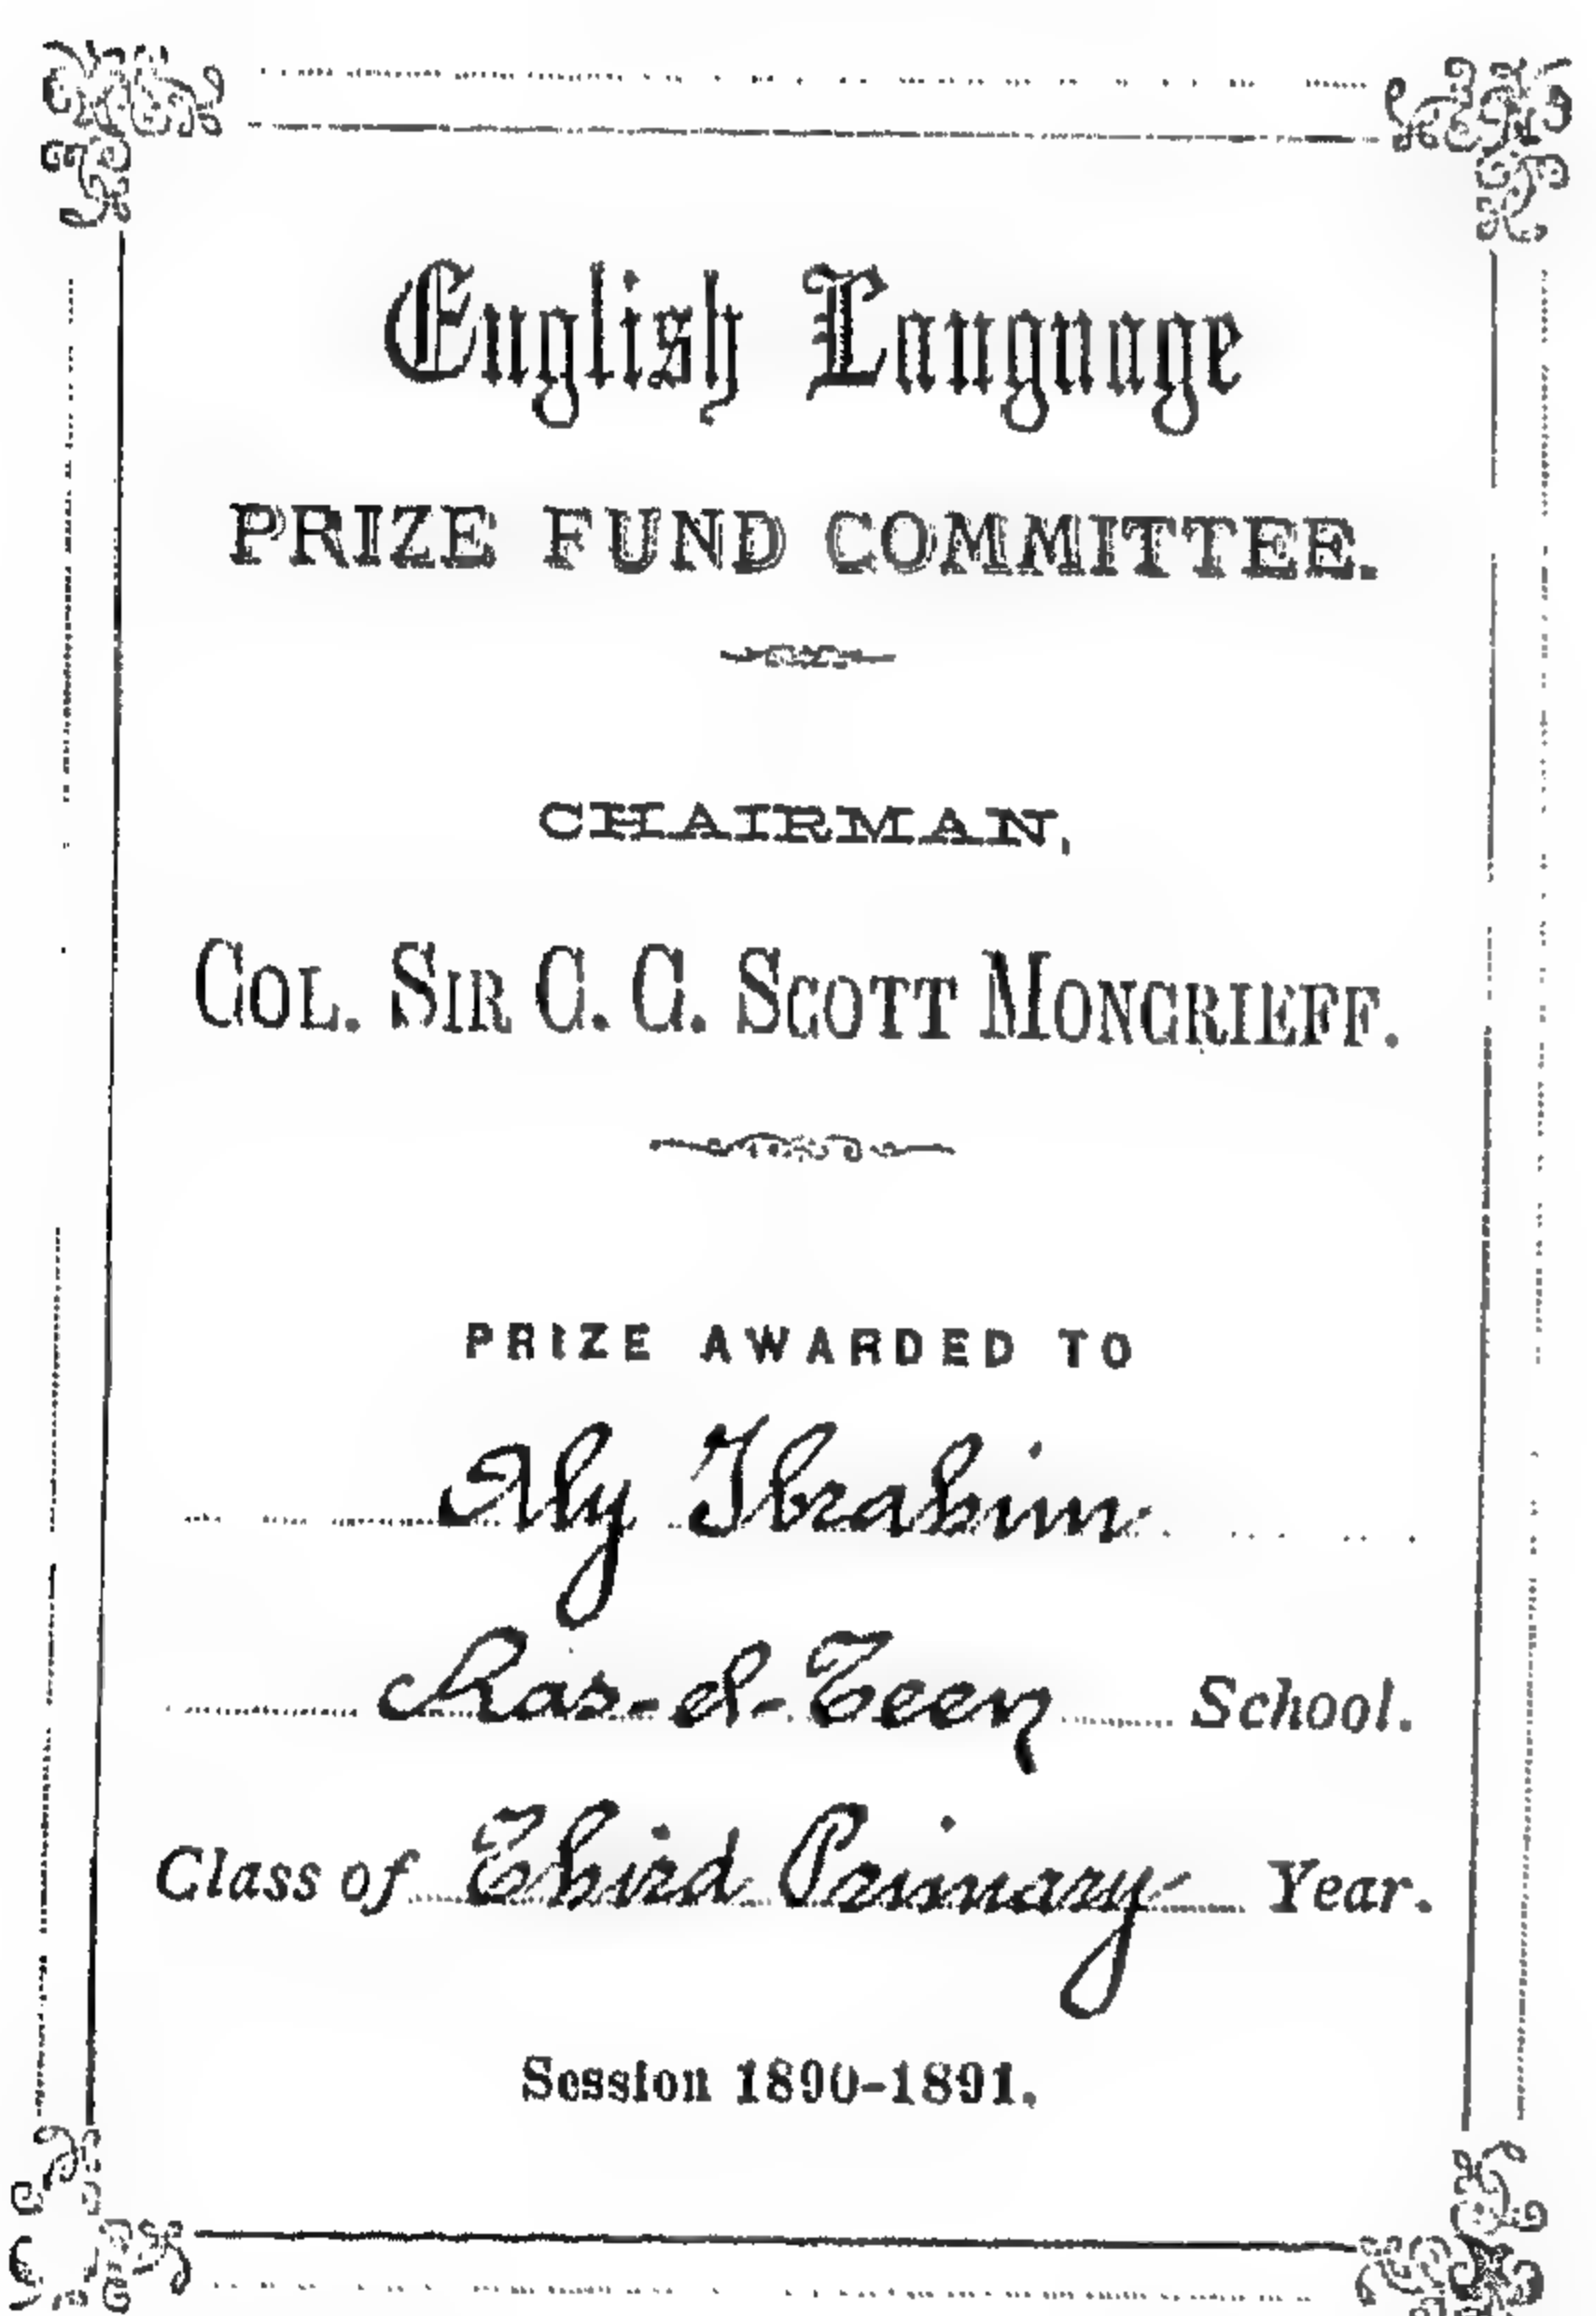 English Language
PRIZE FUND COMMITTEE.
CHAIRMAN,
COL. SIR C. C. SCOTT MONCRIEFF.
PRIZE AWARDED TO
Aly Ibrahim
Ras-el-Teen School.
Class of Third Primary Year.
Session 1890-1891.